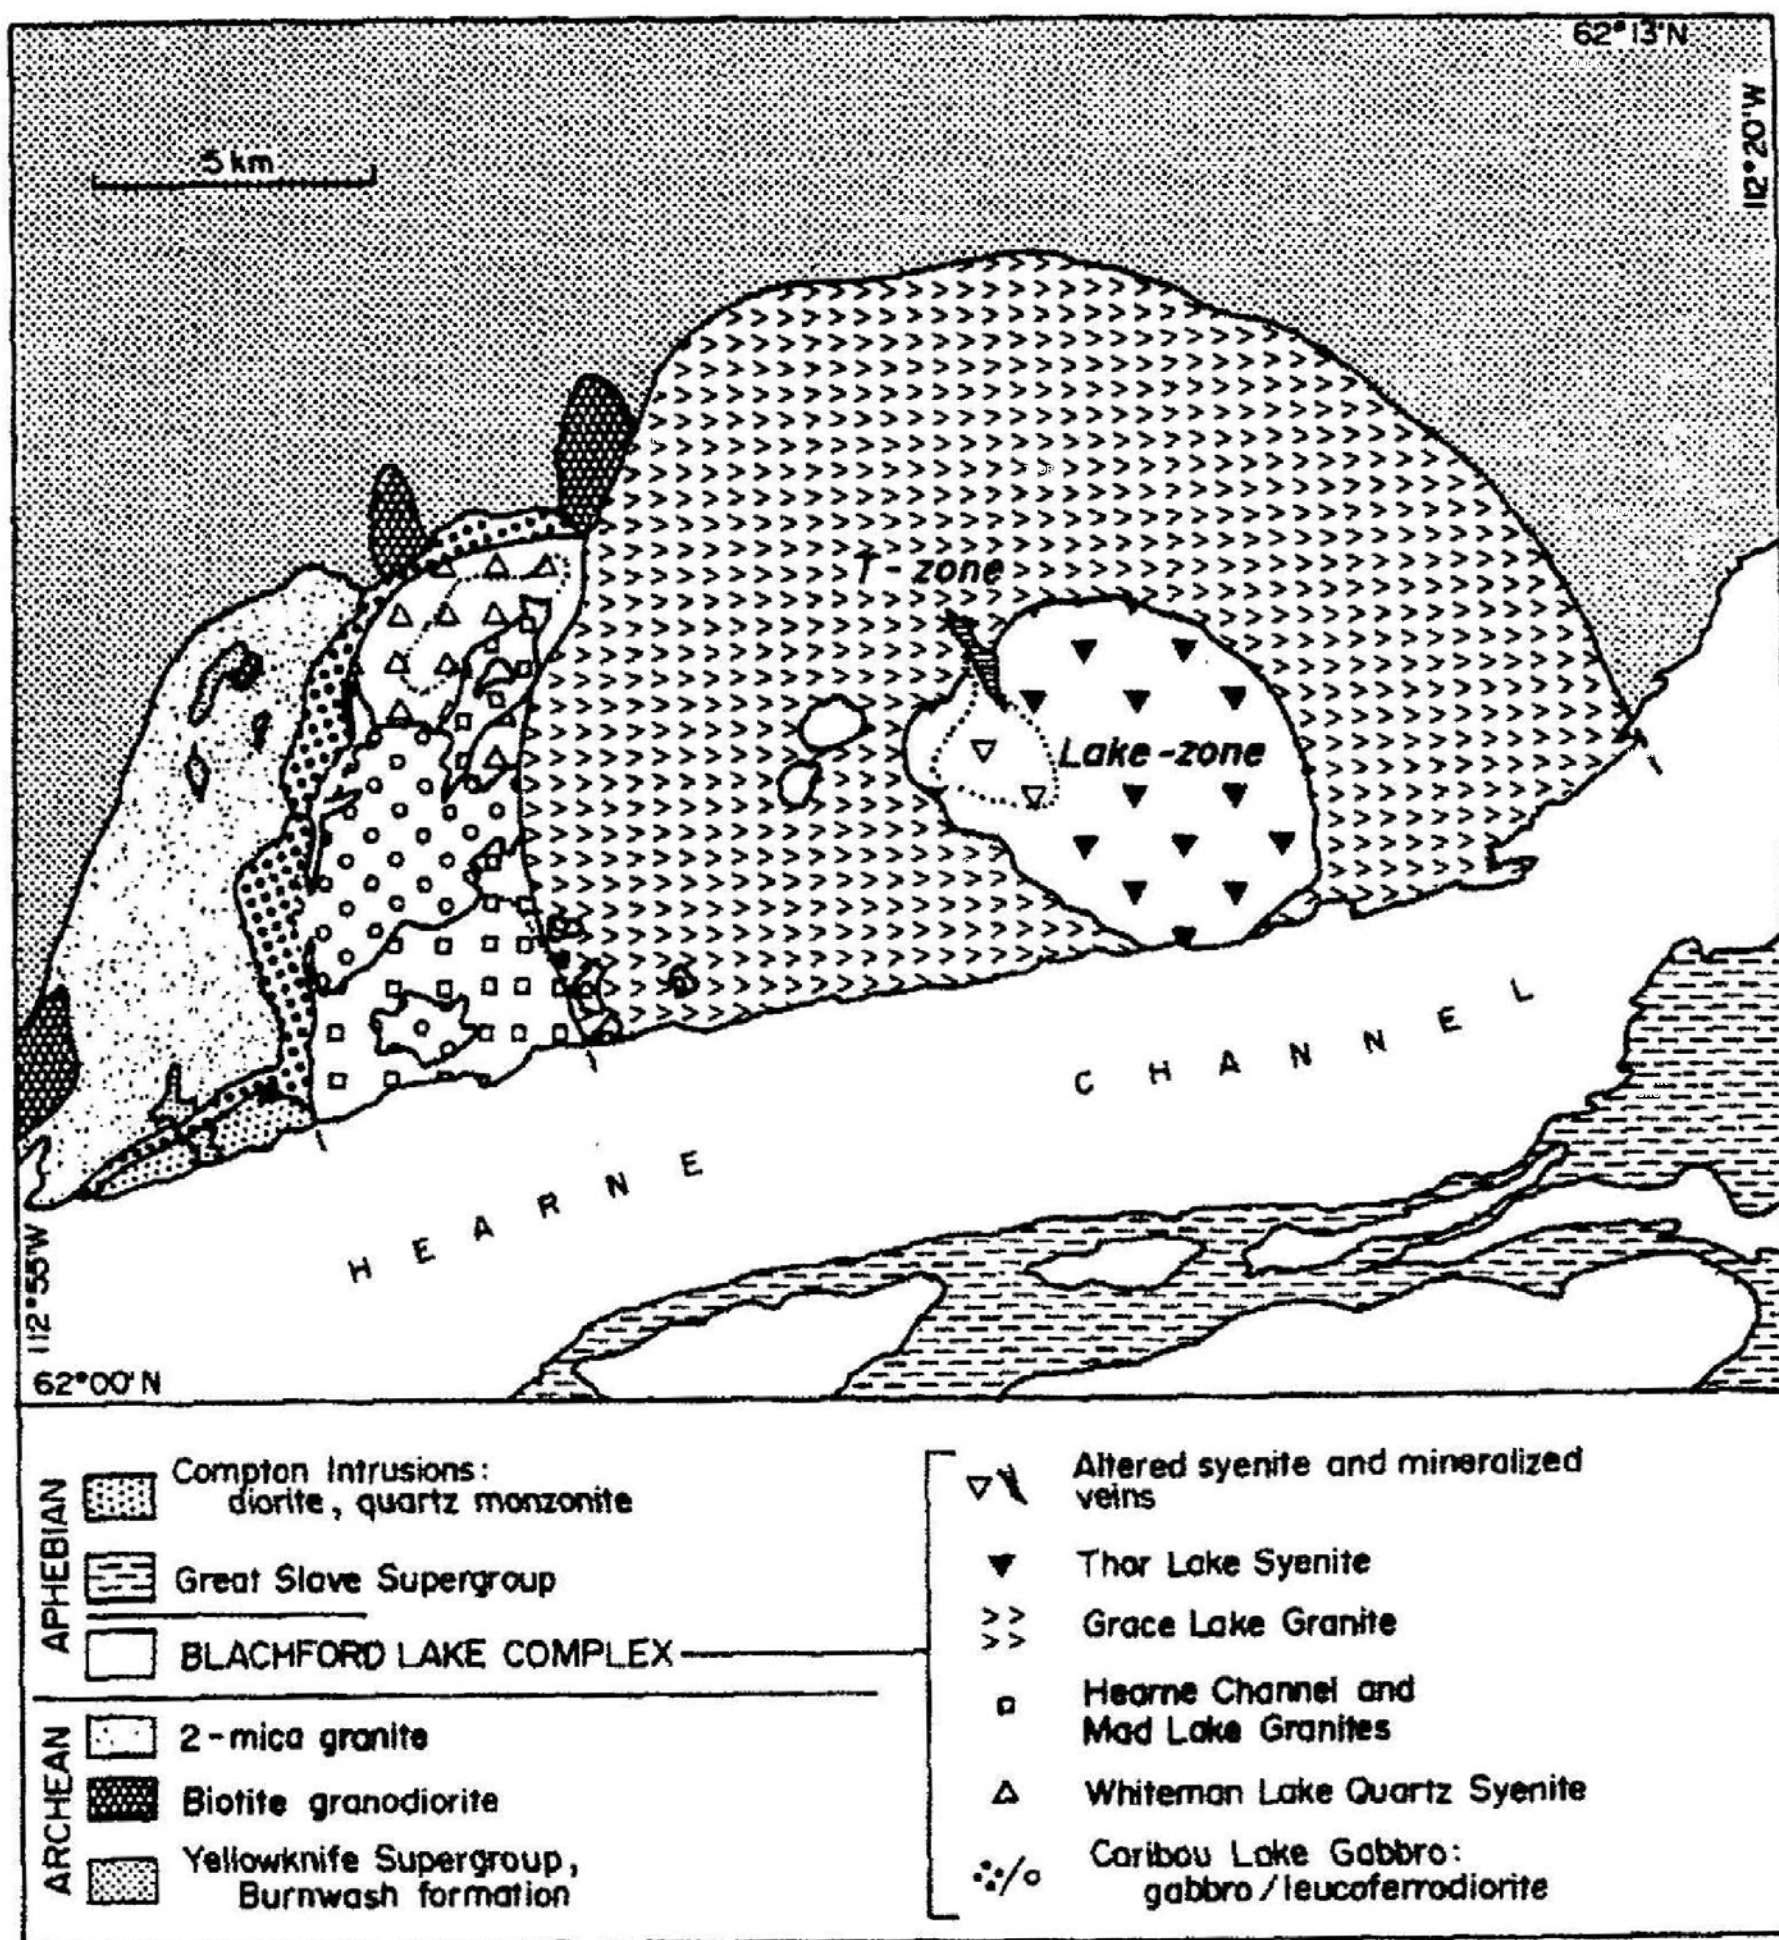 62°13'N
112°20'W
5 km
T-zone
Lake-zone
HEARNE CHANNEL
112°55'W
62°00'N
APHEBIAN
Compton Intrusions:
diorite, quartz monzonite
Great Slave Supergroup
BLACHFORD LAKE COMPLEX
ARCHEAN
2-mica granite
Biotite granodiorite
Yellowknife Supergroup,
Burnwash formation
Altered syenite and mineralized
veins
Thor Lake Syenite
Grace Lake Granite
Hearne Channel and
Mad Lake Granites
Whiteman Lake Quartz Syenite
Caribou Lake Gabbro:
gabbro/leucoferrodiorite